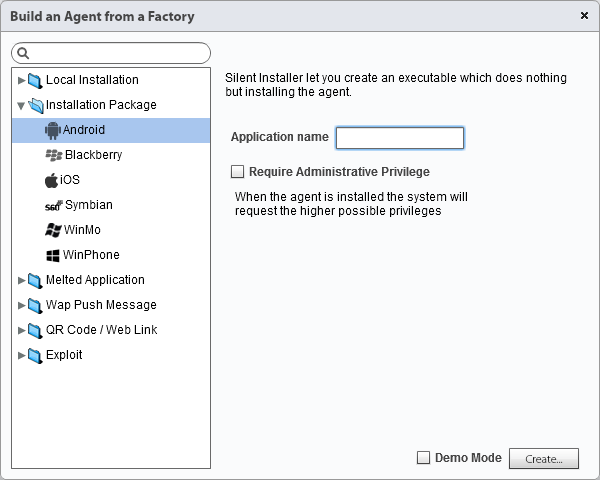 Build an Agent from a Factory
Local Installation
Installation Package
Android
Blackberry
iOS
S60 Symbian
WinMo
WinPhone
Melted Application
Wap Push Message
QR Code / Web Link
Exploit
Silent Installer let you create an executable which does nothing
but installing the agent.
Application name
Require Administrative Privilege
When the agent is installed the system will
request the higher possible privileges
Demo Mode
Create...